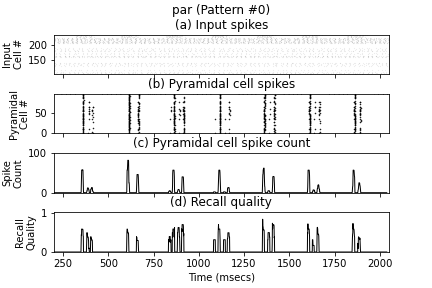 par (Pattern #0)
(a) Input spikes
Input
Cell #
200
150
(b) Pyramidal cell spikes
Pyramidal
Cell #
50
0
(c) Pyramidal cell spike count
Spike
Count
100
0
(d) Recall quality
Recall
Quality
1
0
250 500 750 1000 1250 1500 1750 2000
Time (msecs)